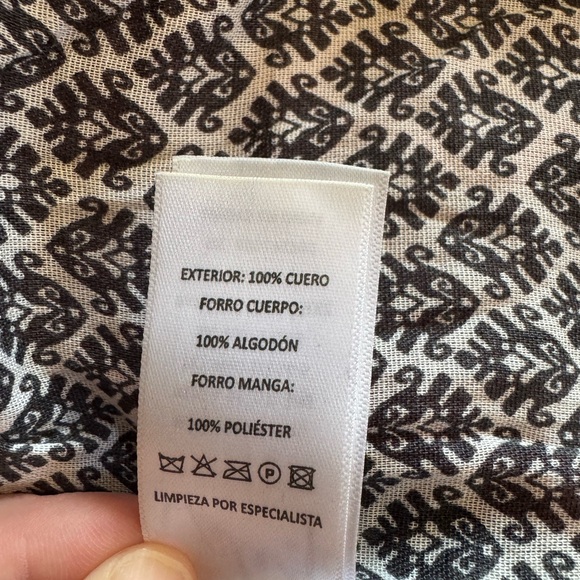 EXTERIOR: 100% CUERO
FORRO CUERPO:
100% ALGODÓN
FORRO MANGA:
100% POLIÉSTER
P
LIMPIEZA POR ESPECIALISTA